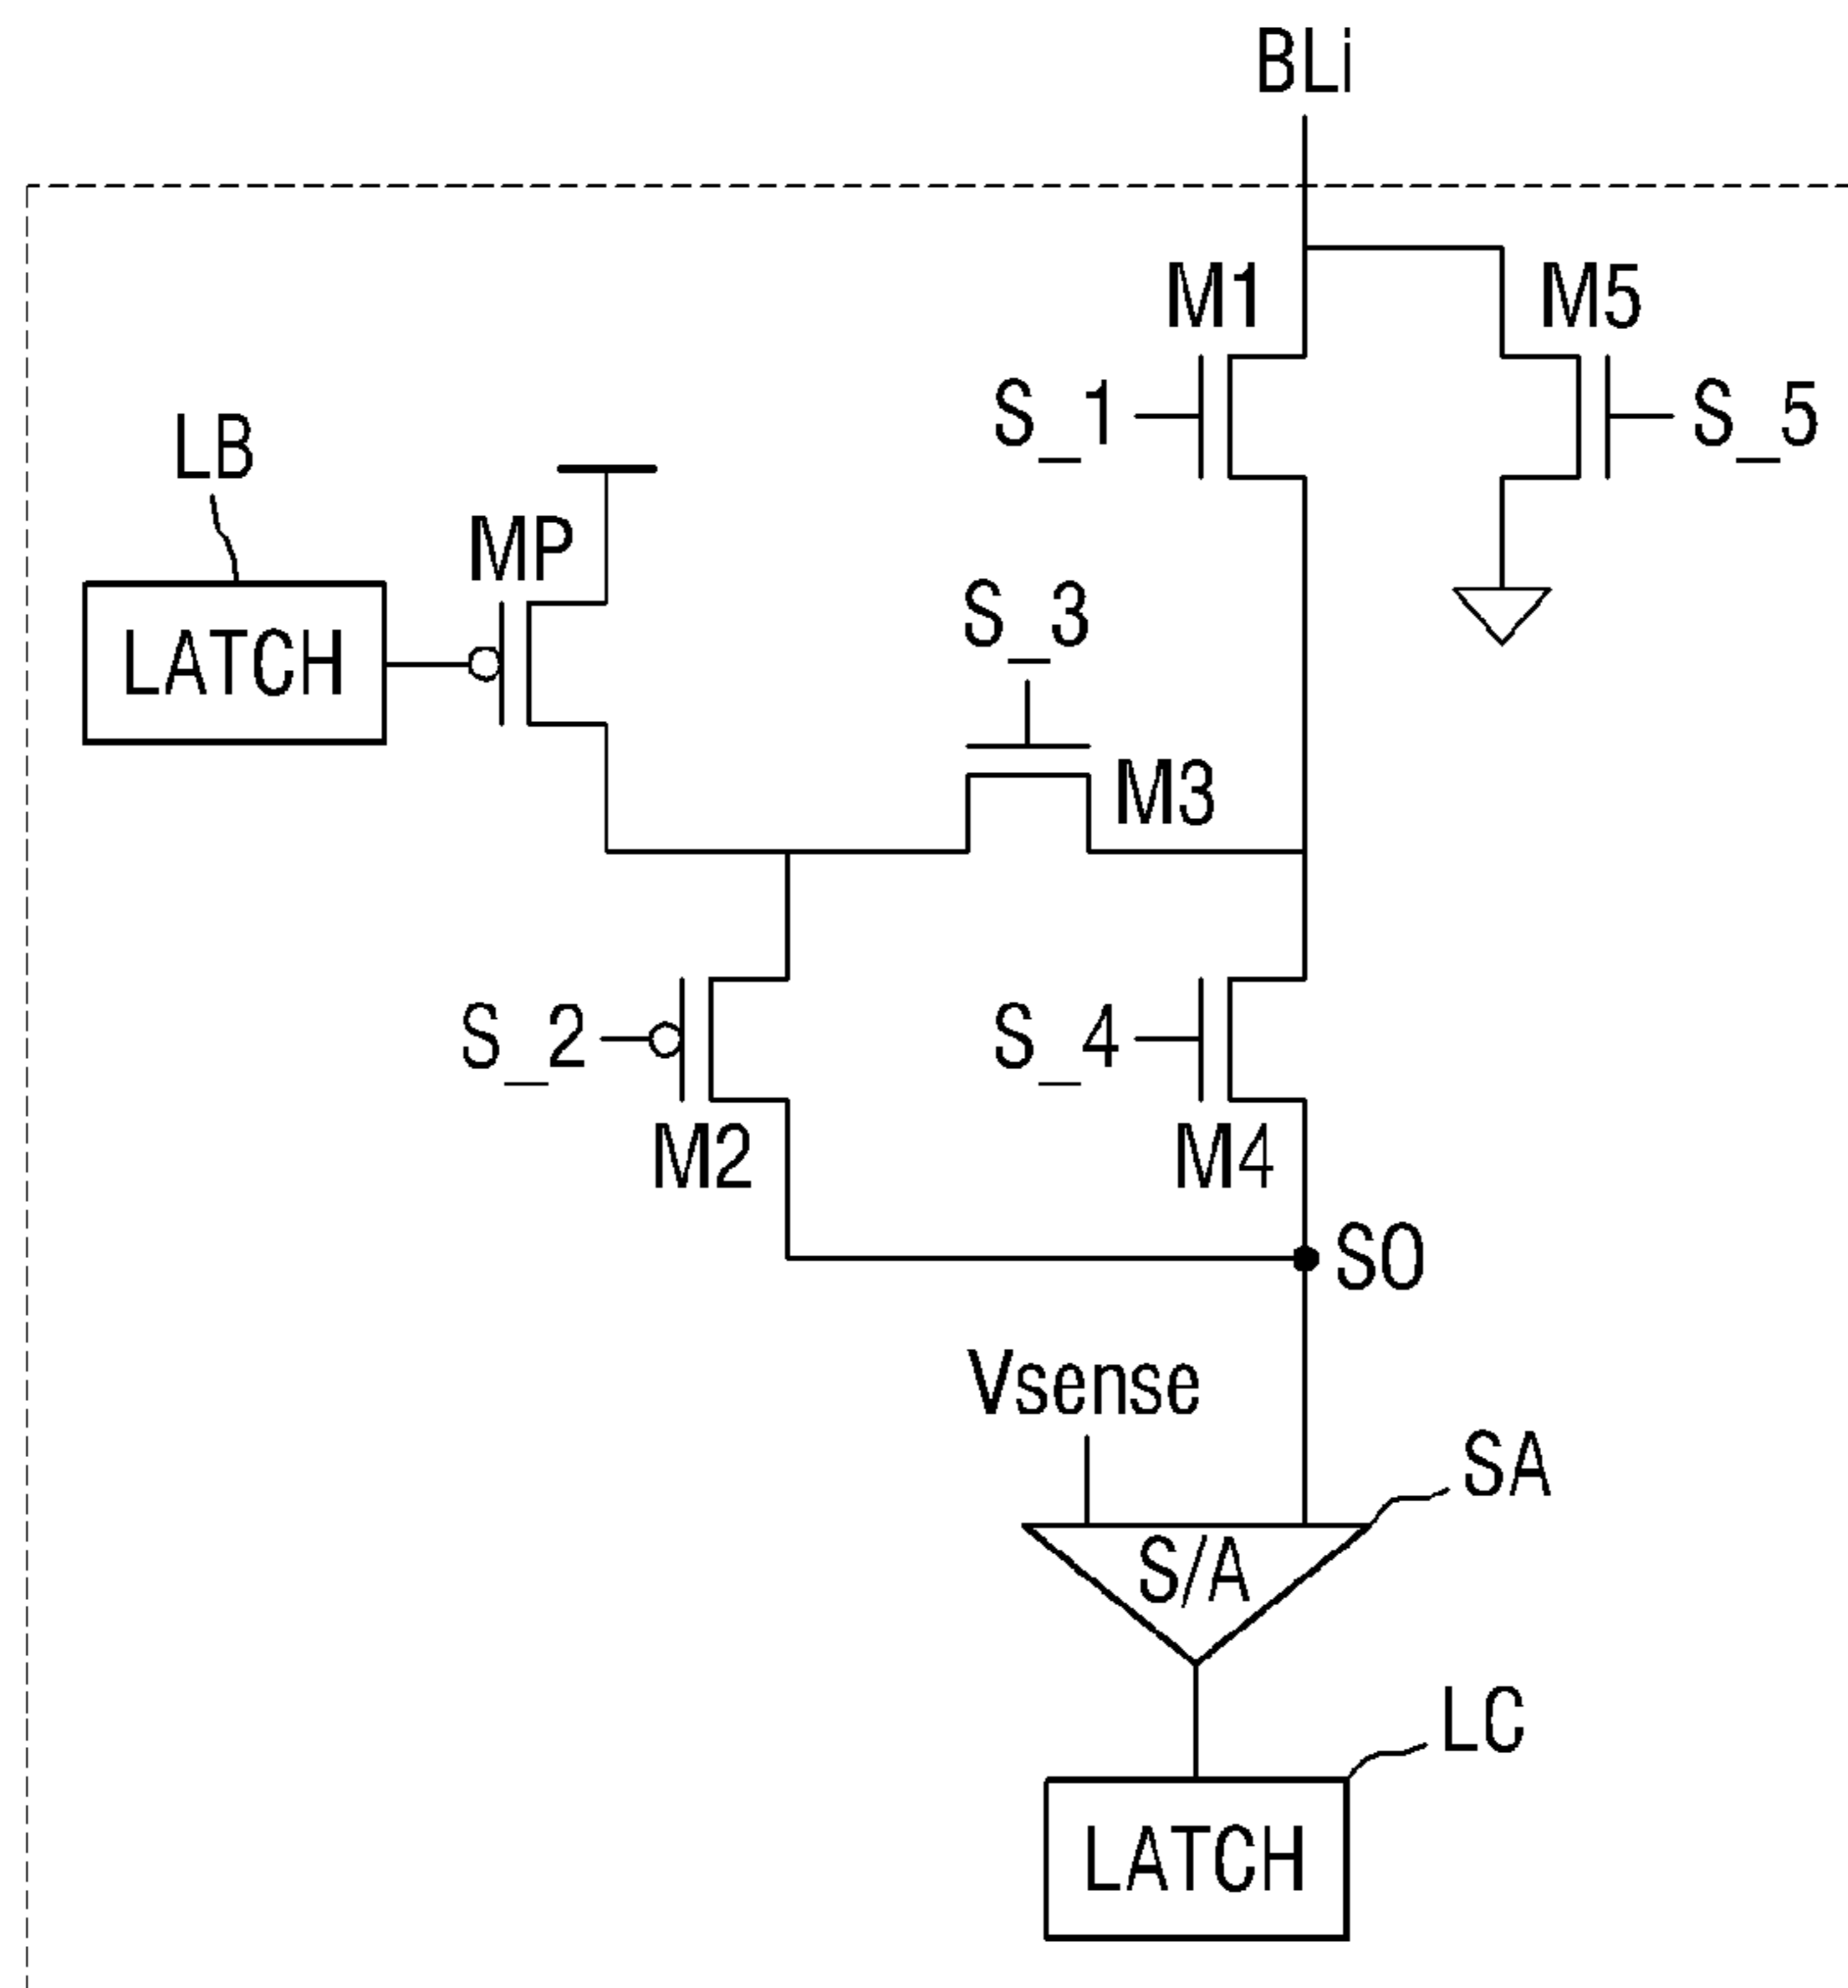 BLi
M1
M5
S_1
S_5
LB
MP
LATCH
S_3
M3
S_2
S_4
M2
M4
SO
Vsense
SA
S/A
LC
LATCH